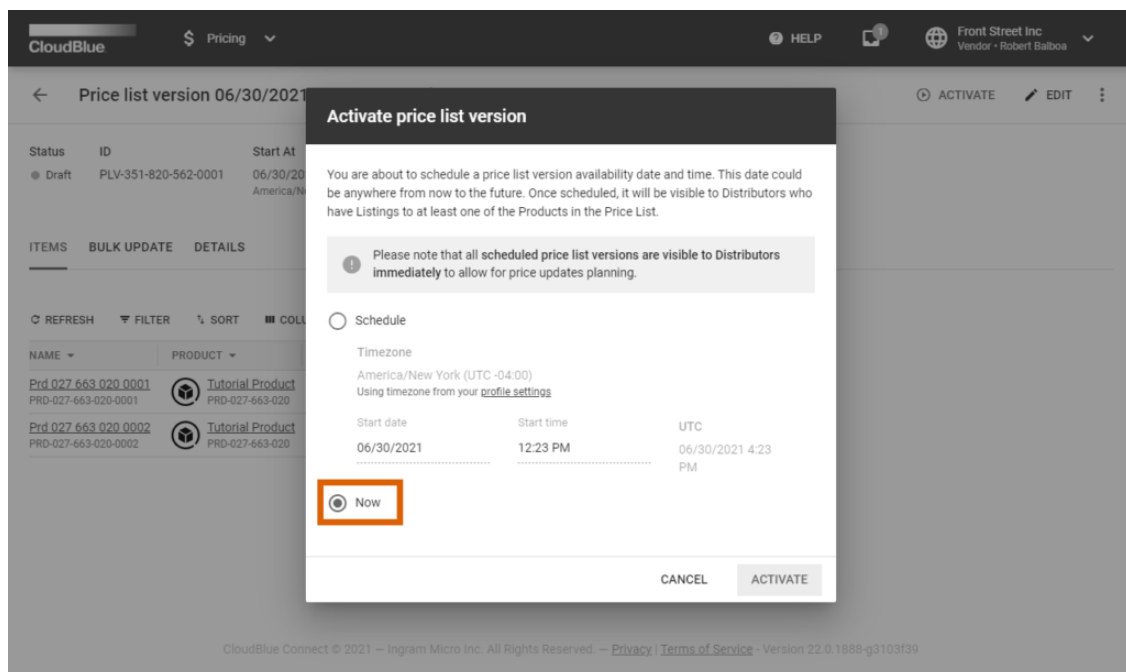 CloudBlue
$ Pricing
HELP
1
Front Street Inc
Vendor • Robert Balboa
Price list version 06/30/2021
ACTIVATE
EDIT
Activate price list version
Status ID Start At
Draft PLV-351-820-562-0001 06/30/20
America/N
You are about to schedule a price list version availability date and time. This date could
be anywhere from now to the future. Once scheduled, it will be visible to Distributors who
have Listings to at least one of the Products in the Price List.
ITEMS BULK UPDATE DETAILS
Please note that all scheduled price list versions are visible to Distributors
immediately to allow for price updates planning.
REFRESH FILTER SORT COLU
Schedule
NAME PRODUCT
Timezone
America/New York (UTC -04:00)
Using timezone from your profile settings
Prd 027 663 020 0001 Tutorial Product
PRD-027-663-020-0001 PRD-027-663-020
Prd 027 663 020 0002 Tutorial Product
PRD-027-663-020-0002 PRD-027-663-020
Start date Start time UTC
06/30/2021 12:23 PM 06/30/2021 4:23
PM
Now
CANCEL ACTIVATE
CloudBlue Connect © 2021 — Ingram Micro Inc. All Rights Reserved. — Privacy | Terms of Service - Version 22.0.1888-g3103f39